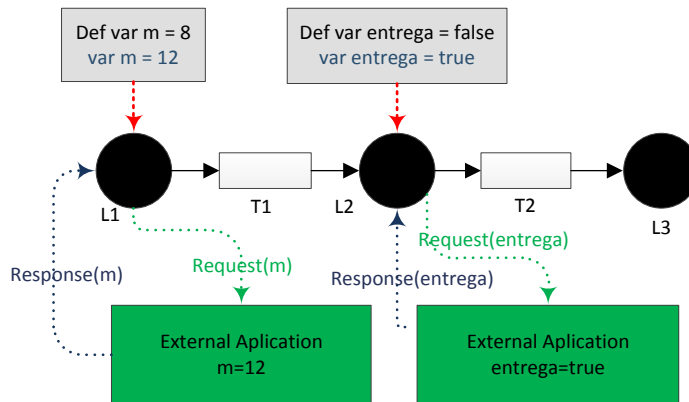 Def var m = 8
var m = 12
Def var entrega = false
var entrega = true
L1
T1
L2
T2
L3
Response(m)
Request(m)
Response(entrega)
Request(entrega)
External Aplication
m=12
External Aplication
entrega=true